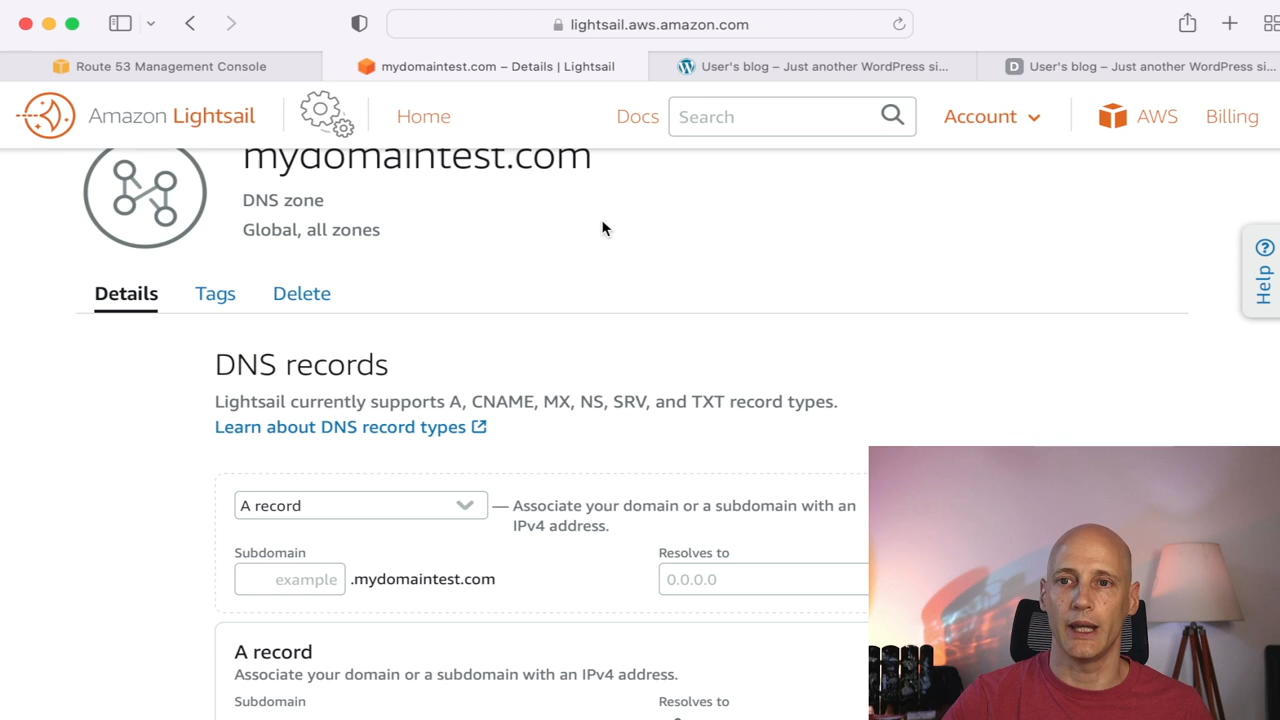 lightsail.aws.amazon.com
Route 53 Management Console
mydomaintest.com – Details | Lightsail
User's blog – Just another WordPress si...
D User's blog – Just another WordPress si...
Amazon Lightsail
Home
Docs
Search
Account
AWS
Billing
mydomaintest.com
DNS zone
Global, all zones
Help ?
Details
Tags
Delete
DNS records
Lightsail currently supports A, CNAME, MX, NS, SRV, and TXT record types.
Learn about DNS record types
A record
— Associate your domain or a subdomain with an
IPv4 address.
Subdomain
Resolves to
example .mydomaintest.com
0.0.0.0
A record
Associate your domain or a subdomain with an IPv4 address.
Subdomain
Resolves to